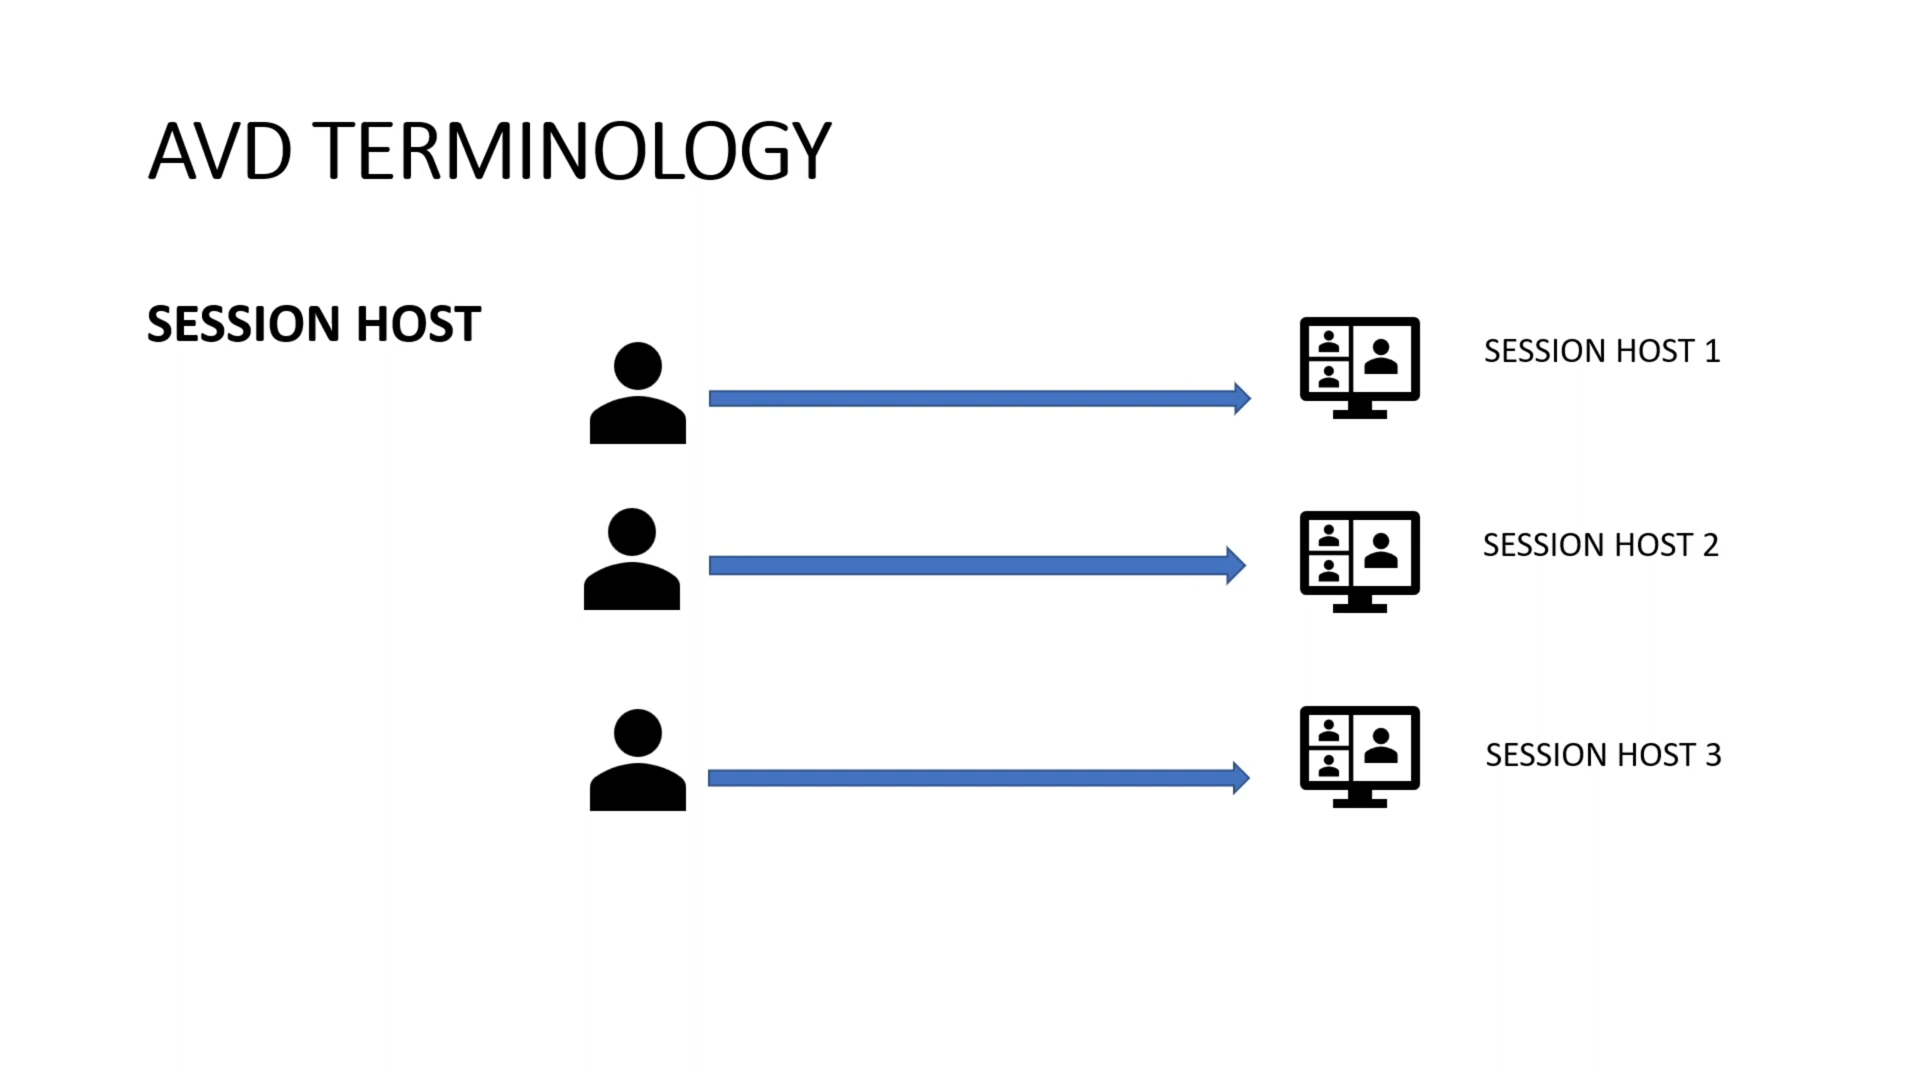 AVD TERMINOLOGY
SESSION HOST
SESSION HOST 1
SESSION HOST 2
SESSION HOST 3